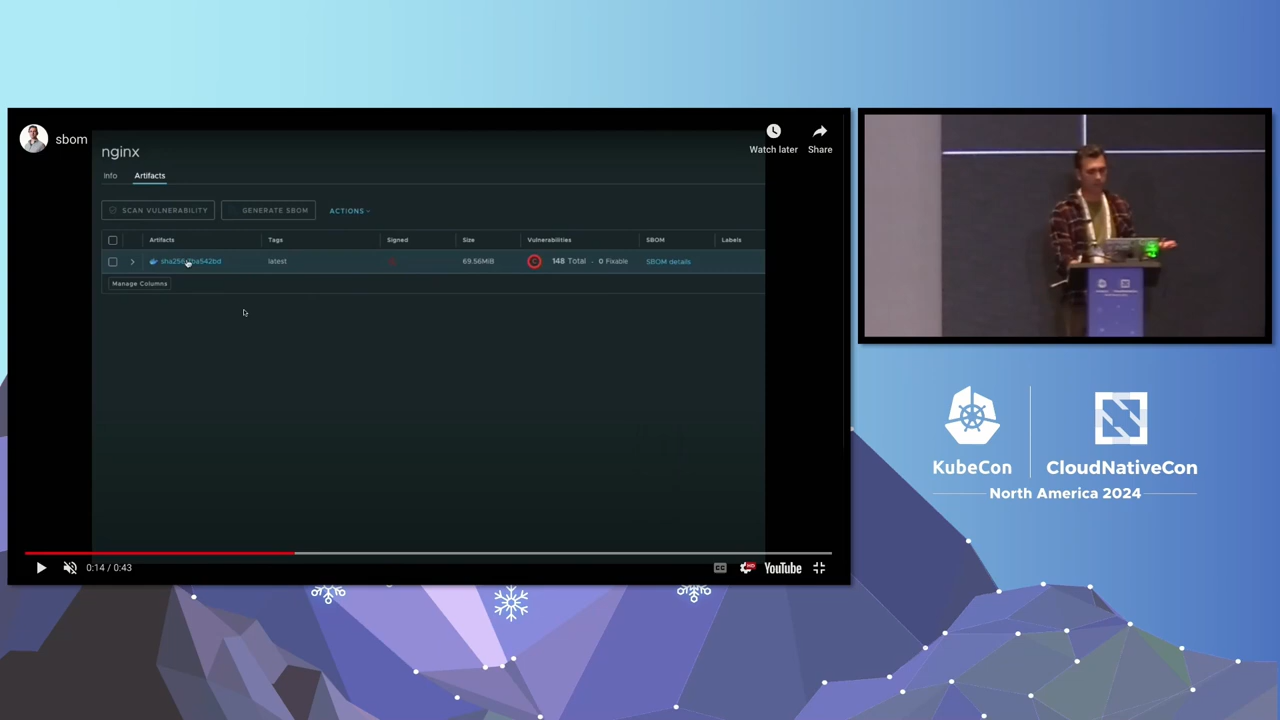 sbom
Watch later
Share
nginx
Info
Artifacts
SCAN VULNERABILITY
GENERATE SBOM
ACTIONS
Artifacts
Tags
Signed
Size
Vulnerabilities
SBOM
Labels
latest
69.56MiB
C
148 Total · 0 Fixable
SBOM details
Manage Columns
0:14 / 0:43
CC
HD
YouTube
KubeCon
CloudNativeCon
North America 2024